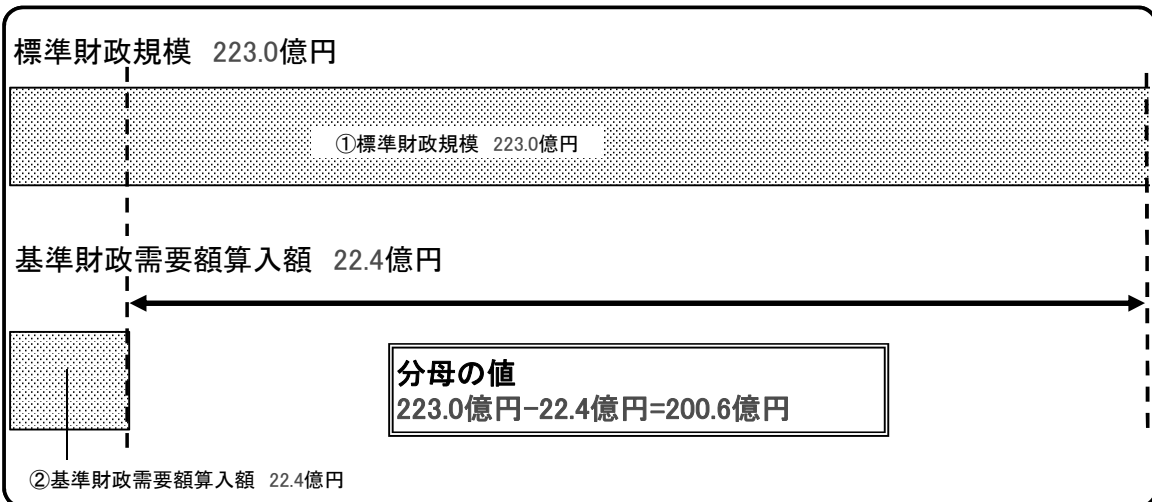 標準財政規模 223.0億円
①標準財政規模 223.0億円
基準財政需要額算入額 22.4億円
分母の値
223.0億円-22.4億円=200.6億円
②基準財政需要額算入額 22.4億円